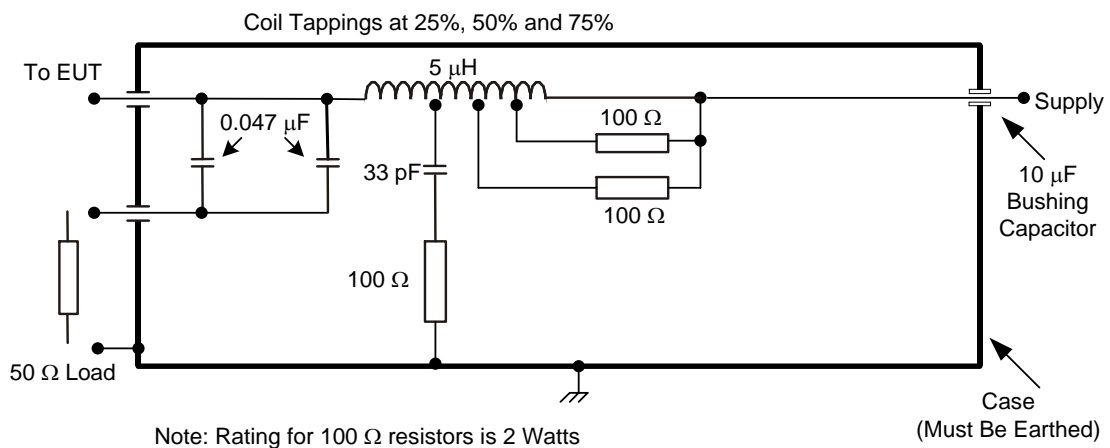 Coil Tappings at 25%, 50% and 75%
To EUT
5 μH
Supply
0.047 μF
100 Ω
33 pF
100 Ω
10 μF
Bushing
Capacitor
100 Ω
50 Ω Load
Case
(Must Be Earthed)
Note: Rating for 100 Ω resistors is 2 Watts